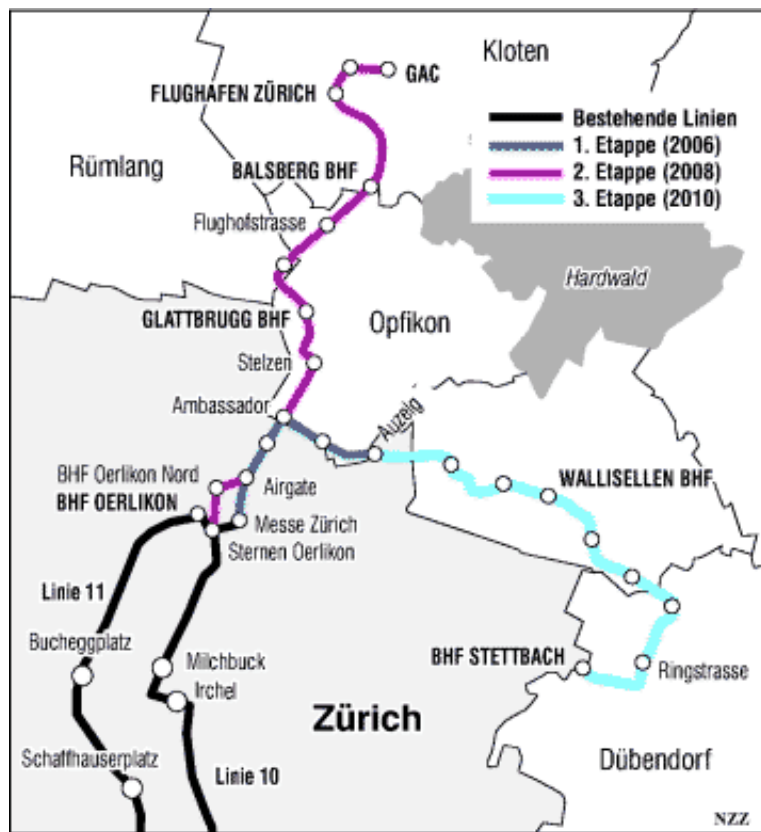 Kloten
GAC
FLUGHAFEN ZÜRICH
Bestehende Linien
1. Etappe (2006)
2. Etappe (2008)
3. Etappe (2010)
Rümlang
BALSBERG BHF
Flughofstrasse
Hardwald
GLATTBRUGG BHF
Opfikon
Stelzen
Ambassador
Auzelg
BHF Oerlikon Nord
BHF OERLIKON
Airgate
WALLISELLEN BHF
Messe Zürich
Sternen Oerlikon
Linie 11
Bucheggplatz
Milchbuck
Irchel
BHF STETTBACH
Ringstrasse
Zürich
Schaffhauserplatz
Linie 10
Dübendorf
NZZ